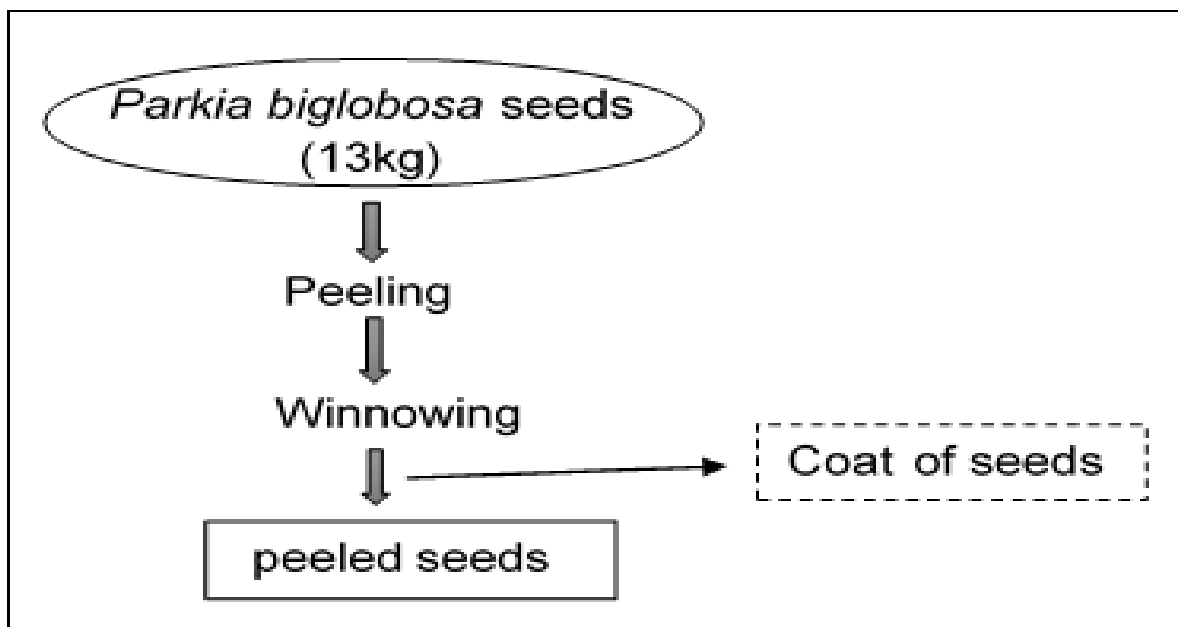 Parkia biglobosa seeds
(13kg)
Peeling
Winnowing
Coat of seeds
peeled seeds